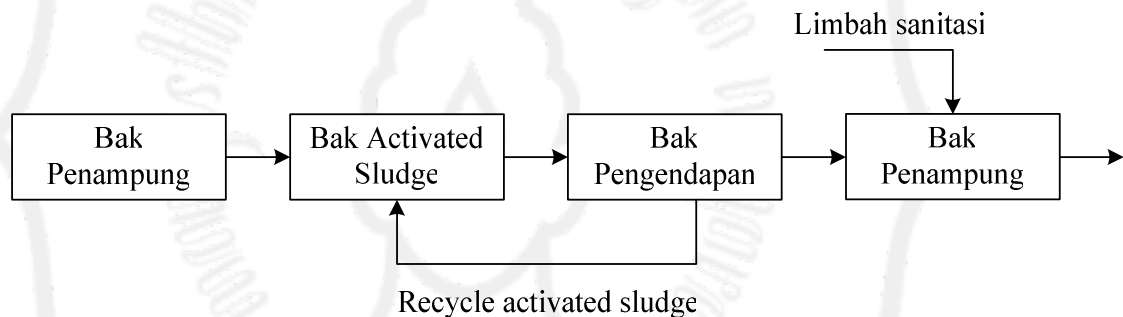 Limbah sanitasi
Bak
Penampung
Bak Activated
Sludge
Bak
Pengendapan
Bak
Penampung
Recycle activated sludge